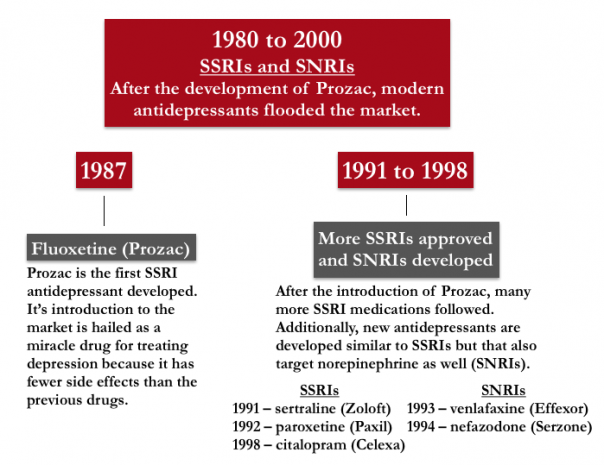 1980 to 2000
SSRIs and SNRIs
After the development of Prozac, modern
antidepressants flooded the market.
1987
Fluoxetine (Prozac)
Prozac is the first SSRI
antidepressant developed.
It's introduction to the
market is hailed as a
miracle drug for treating
depression because it has
fewer side effects than the
previous drugs.
1991 to 1998
More SSRIs approved
and SNRIs developed
After the introduction of Prozac, many
more SSRI medications followed.
Additionally, new antidepressants are
developed similar to SSRIs but that also
target norepinephrine as well (SNRIs).
SSRIs
1991 – sertraline (Zoloft)
1992 – paroxetine (Paxil)
1998 – citalopram (Celexa)
SNRIs
1993 – venlafaxine (Effexor)
1994 – nefazodone (Serzone)